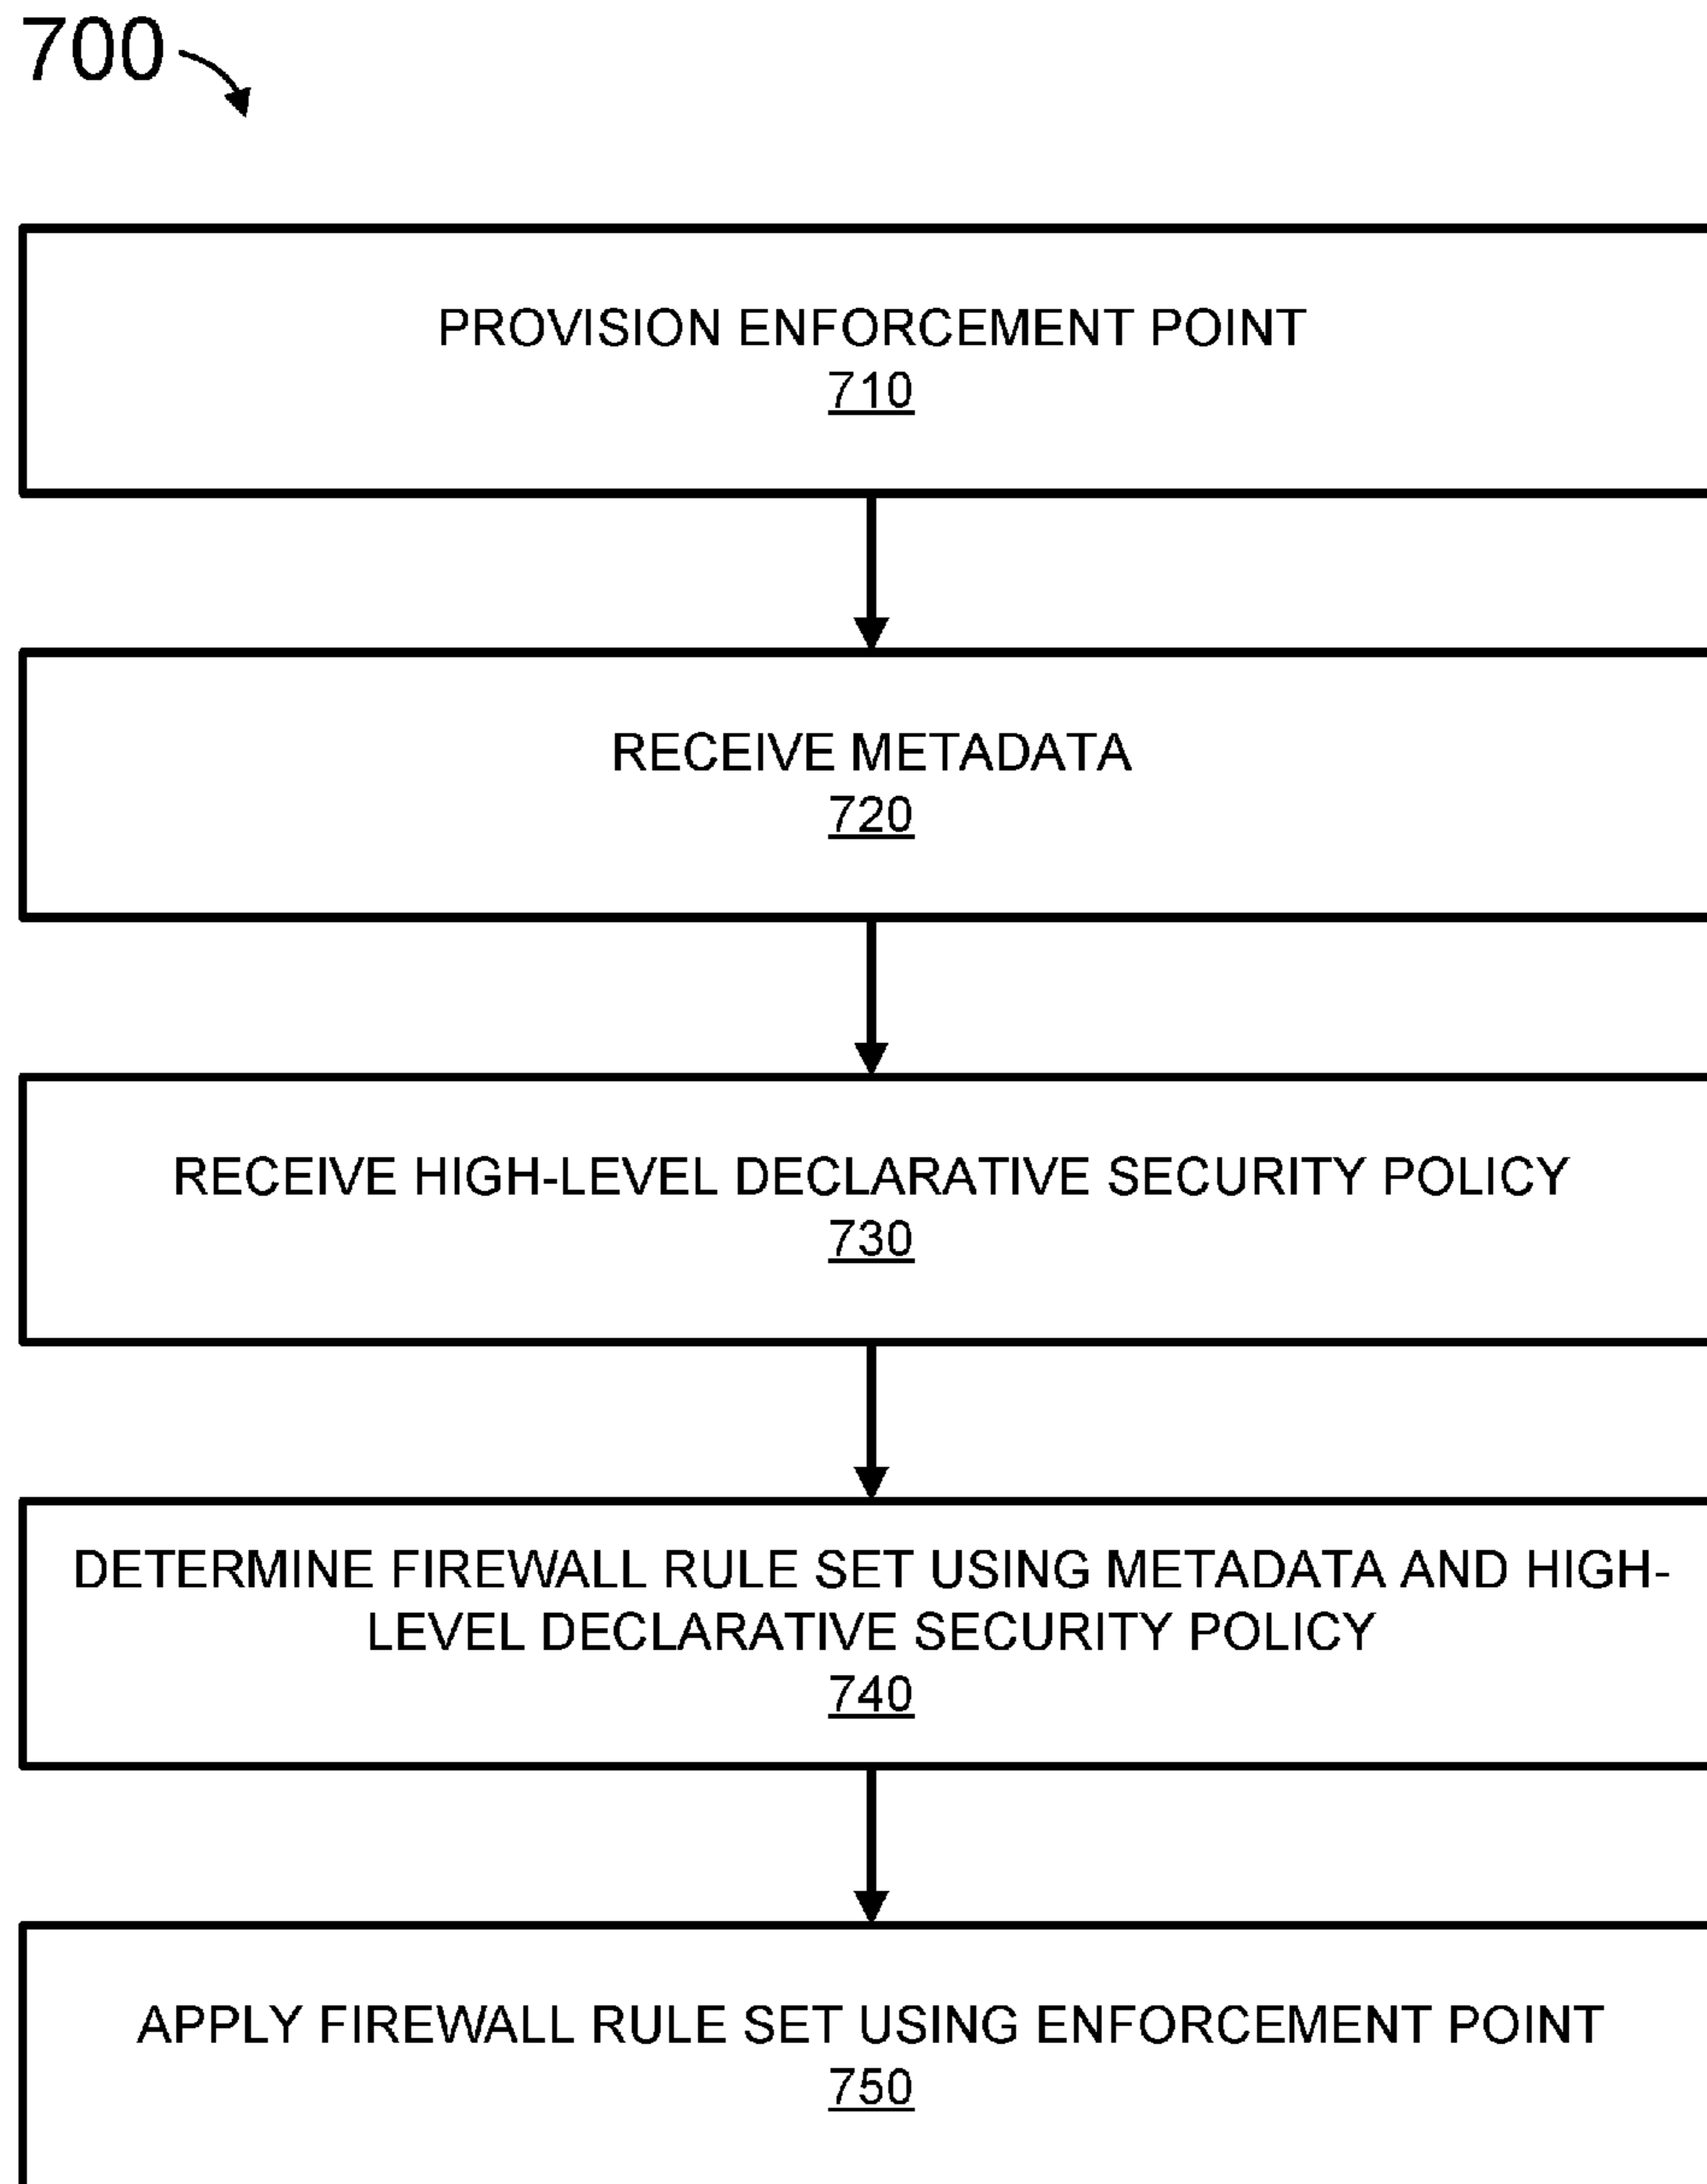 700
PROVISION ENFORCEMENT POINT
710
RECEIVE METADATA
720
RECEIVE HIGH-LEVEL DECLARATIVE SECURITY POLICY
730
DETERMINE FIREWALL RULE SET USING METADATA AND HIGH-
LEVEL DECLARATIVE SECURITY POLICY
740
APPLY FIREWALL RULE SET USING ENFORCEMENT POINT
750